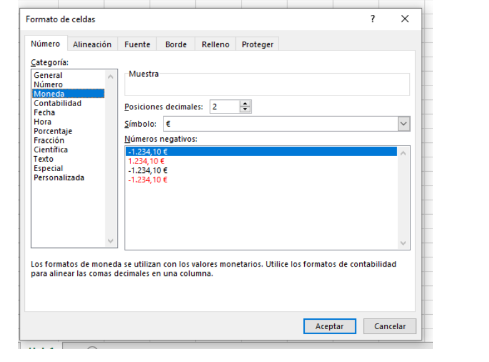 Formato de celdas
? X
Número Alineación Fuente Borde Relleno Proteger
Categoría:
General
Número
Moneda
Contabilidad
Fecha
Hora
Porcentaje
Fracción
Científica
Texto
Especial
Personalizada
Muestra
Posiciones decimales: 2
Símbolo: €
Números negativos:
-1.234,10 €
1.234,10 €
-1.234,10 €
-1.234,10 €
Los formatos de moneda se utilizan con los valores monetarios. Utilice los formatos de contabilidad
para alinear las comas decimales en una columna.
Aceptar Cancelar